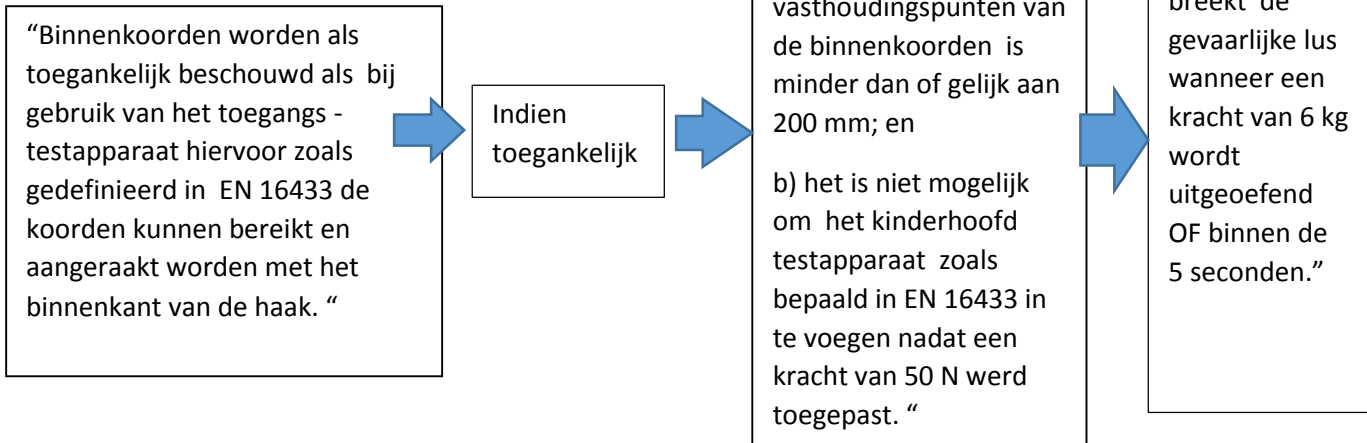 “Binnenkoorden worden als
toegankelijk beschouwd als bij
gebruik van het toegangs -
testapparaat hiervoor zoals
gedefinieerd in EN 16433 de
koorden kunnen bereikt en
aangeraakt worden met het
binnenkant van de haak. “
Indien
toegankelijk
vasthoudingspunten van
de binnenkoorden is
minder dan of gelijk aan
200 mm; en
b) het is niet mogelijk
om het kinderhoofd
testapparaat zoals
bepaald in EN 16433 in
te voegen nadat een
kracht van 50 N werd
toegepast. “
breekt de
gevaarlijke lus
wanneer een
kracht van 6 kg
wordt
uitgeoefend
OF binnen de
5 seconden.”